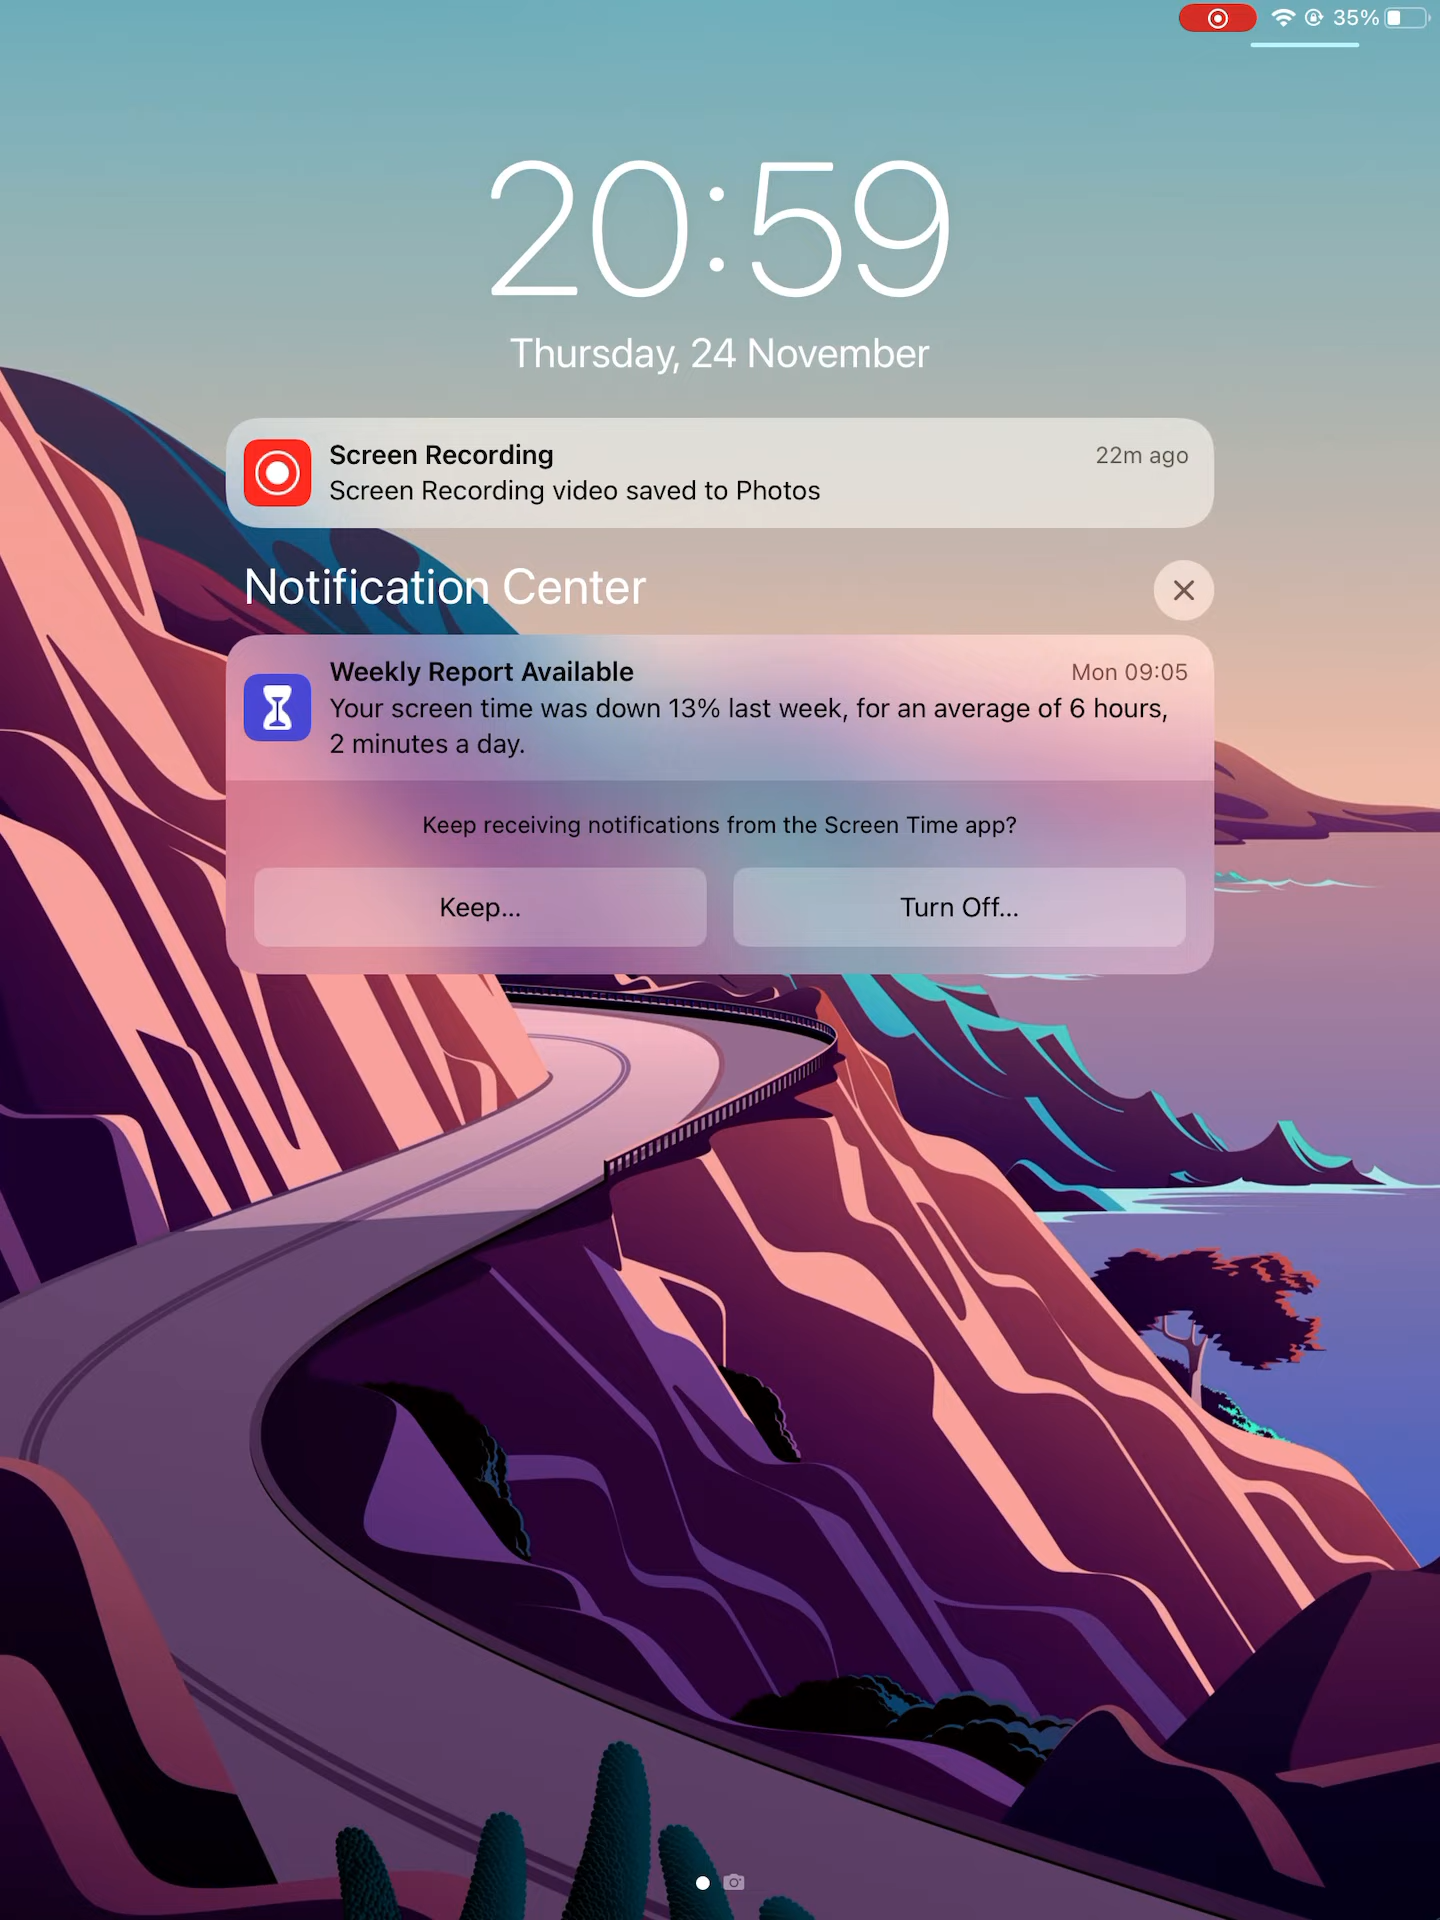 35%
20:59
Thursday, 24 November
Screen Recording
22m ago
Screen Recording video saved to Photos
Notification Center
Weekly Report Available
Mon 09:05
Your screen time was down 13% last week, for an average of 6 hours,
2 minutes a day.
Keep receiving notifications from the Screen Time app?
Keep...
Turn Off...